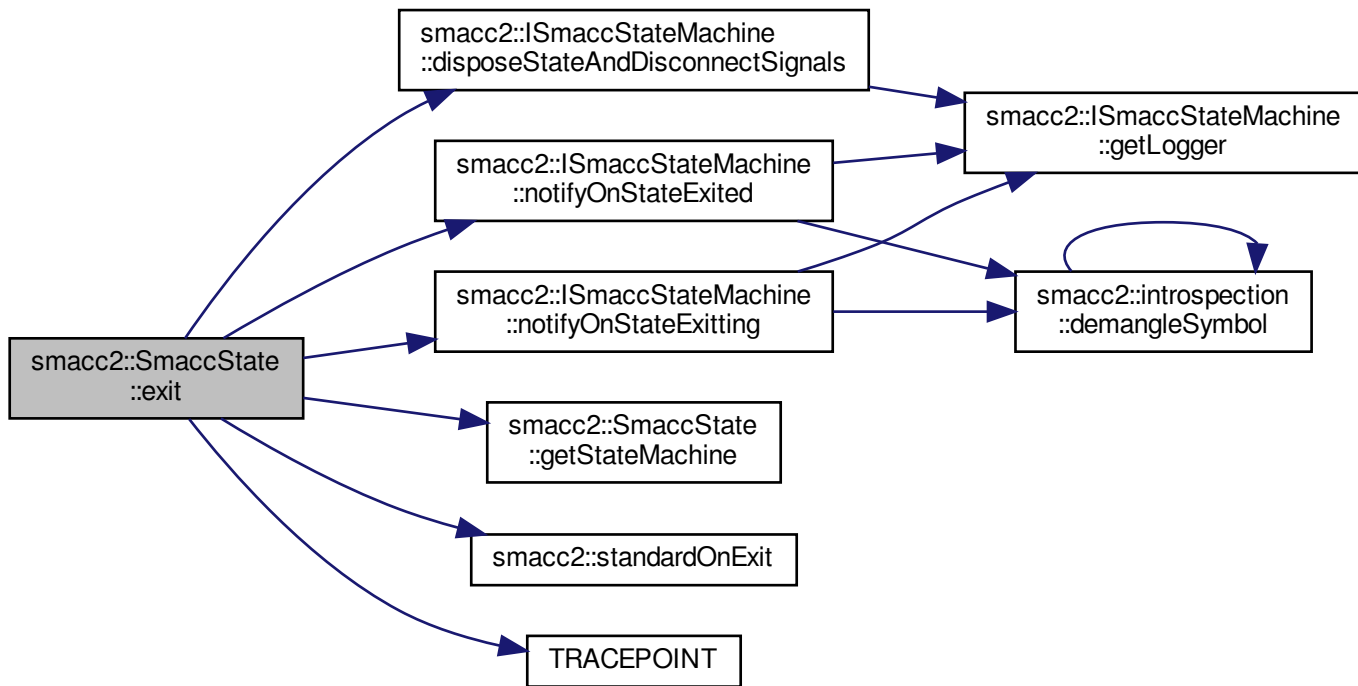 smacc2::SmaccState
::exit
smacc2::ISmaccStateMachine
::disposeStateAndDisconnectSignals
smacc2::ISmaccStateMachine
::notifyOnStateExited
smacc2::ISmaccStateMachine
::notifyOnStateExitting
smacc2::SmaccState
::getStateMachine
smacc2::standardOnExit
TRACEPOINT
smacc2::ISmaccStateMachine
::getLogger
smacc2::introspection
::demangleSymbol